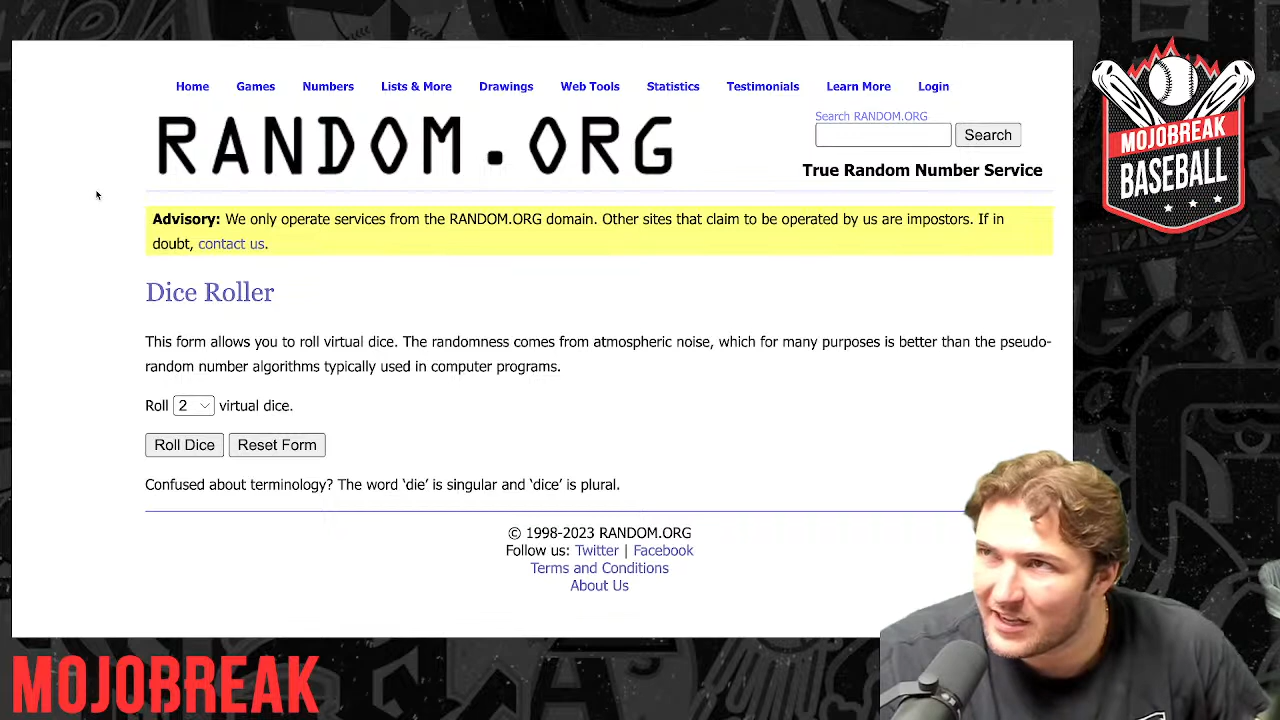 Home Games Numbers Lists & More Drawings Web Tools Statistics Testimonials Learn More Login
RANDOM.ORG
Search RANDOM.ORG
Search
True Random Number Service
Advisory: We only operate services from the RANDOM.ORG domain. Other sites that claim to be operated by us are impostors. If in
doubt, contact us.
Dice Roller
This form allows you to roll virtual dice. The randomness comes from atmospheric noise, which for many purposes is better than the pseudo-
random number algorithms typically used in computer programs.
Roll 2 virtual dice.
Roll Dice Reset Form
Confused about terminology? The word ‘die’ is singular and ‘dice’ is plural.
© 1998-2023 RANDOM.ORG
Follow us: Twitter | Facebook
Terms and Conditions
About Us
MOJOBREAK
BASEBALL
MOJOBREAK